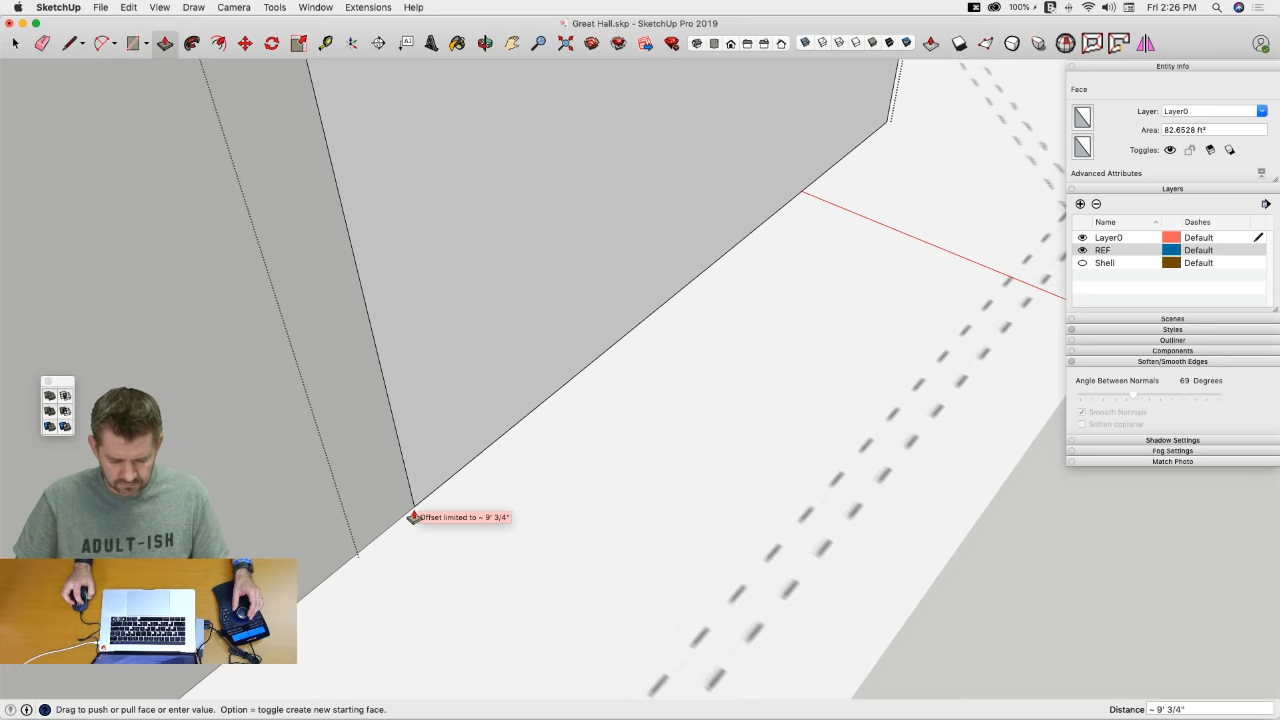 SketchUp File Edit View Draw Camera Tools Window Extensions Help 100% Fri 2:26 PM
Great Hall.skp - SketchUp Pro 2019
Entity Info
Face
Layer: Layer0
Area: 82.6528 ft²
Toggles:
Advanced Attributes
Layers
Name Dashes
Layer0 Default
REF Default
Shell Default
Scenes
Styles
Outliner
Components
Soften/Smooth Edges
Angle Between Normals 69 Degrees
Smooth Normals
Soften coplanar
Shadow Settings
Fog Settings
Match Photo
Offset limited to ~ 9' 3/4"
ADULT-ISH
Drag to push or pull face or enter value. Option = toggle create new starting face. Distance ~ 9' 3/4"